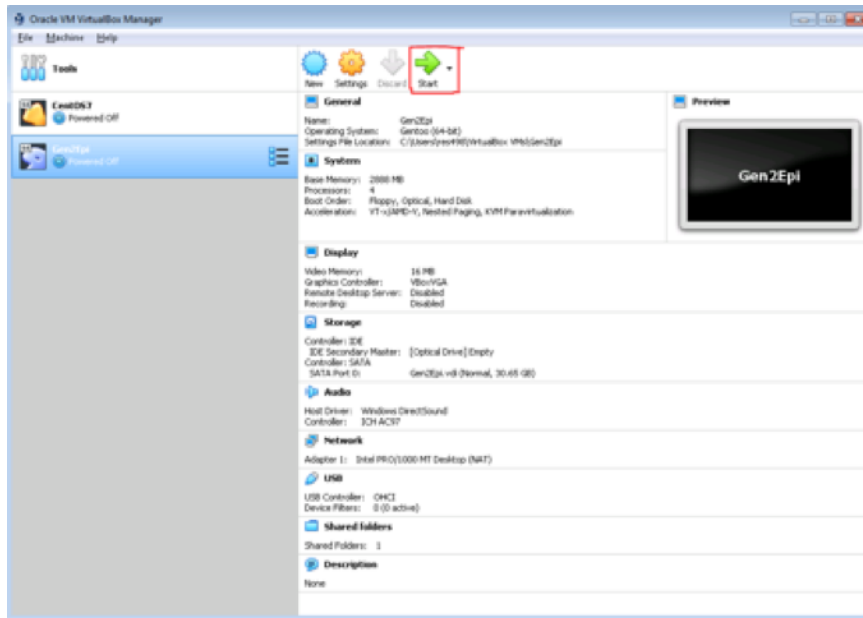 Oracle VM VirtualBox Manager
File Machine Help
Tools
New Settings Discard Start
CentOS7
Powered Off
Gen2Epi
Powered Off
General
Name: Gen2Epi
Operating System: Gentoo (64-bit)
Settings File Location:
Preview
Gen2Epi
System
Base Memory: 2888 MB
Processors: 4
Boot Order: Floppy, Optical, Hard Disk
Acceleration: VT-x/AMD-V, Nested Paging, KVM Paravirtualization
Display
Video Memory: 16 MB
Graphics Controller: VBoxVGA
Remote Desktop Server: Disabled
Recording: Disabled
Storage
Controller: IDE
IDE Secondary Master: [Optical Drive] Empty
Controller: SATA
SATA Port 0: Gen2Epi.vdi (Normal, 30.65 GB)
Audio
Host Driver: Windows DirectSound
Controller: ICH AC97
Network
Adapter 1: Intel PRO/1000 MT Desktop (NAT)
USB
USB Controller: OHCI
Device Filters: 0 (0 active)
Shared folders
Shared Folders: 1
Description
None